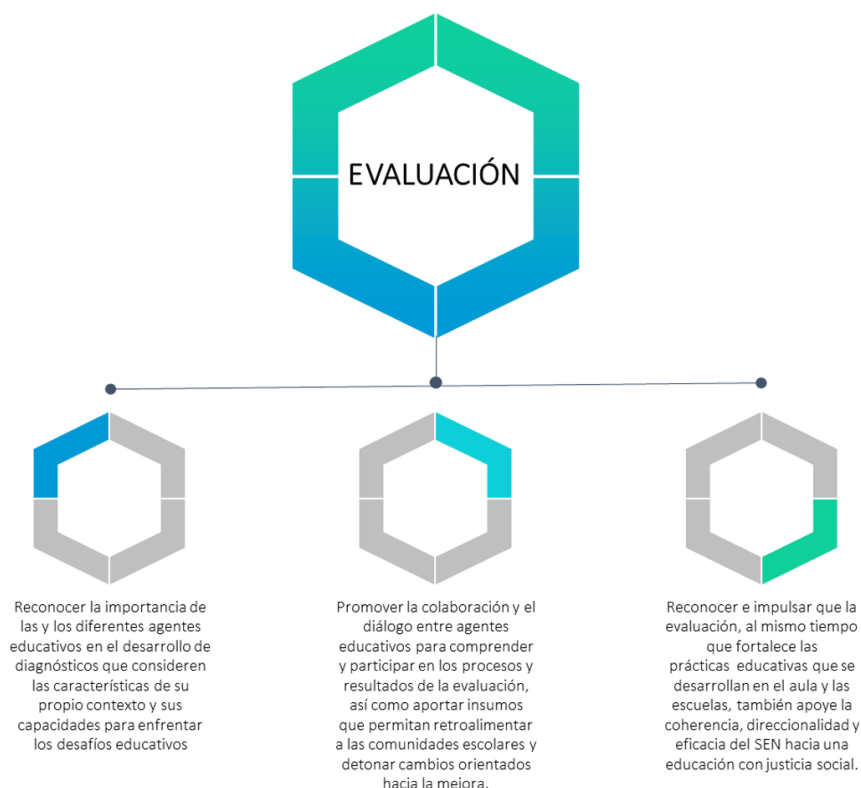 EVALUACIÓN
Reconocer la importancia de
las y los diferentes agentes
educativos en el desarrollo de
diagnósticos que consideren
las características de su
propio contexto y sus
capacidades para enfrentar
los desafíos educativos
Promover la colaboración y el
diálogo entre agentes
educativos para comprender
y participar en los procesos y
resultados de la evaluación,
así como aportar insumos
que permitan retroalimentar
a las comunidades escolares y
detonar cambios orientados
hacia la mejora.
Reconocer e impulsar que la
evaluación, al mismo tiempo
que fortalece las
prácticas educativas que se
desarrollan en el aula y las
escuelas, también apoye la
coherencia, direccionalidad y
eficacia del SEN hacia una
educación con justicia social.